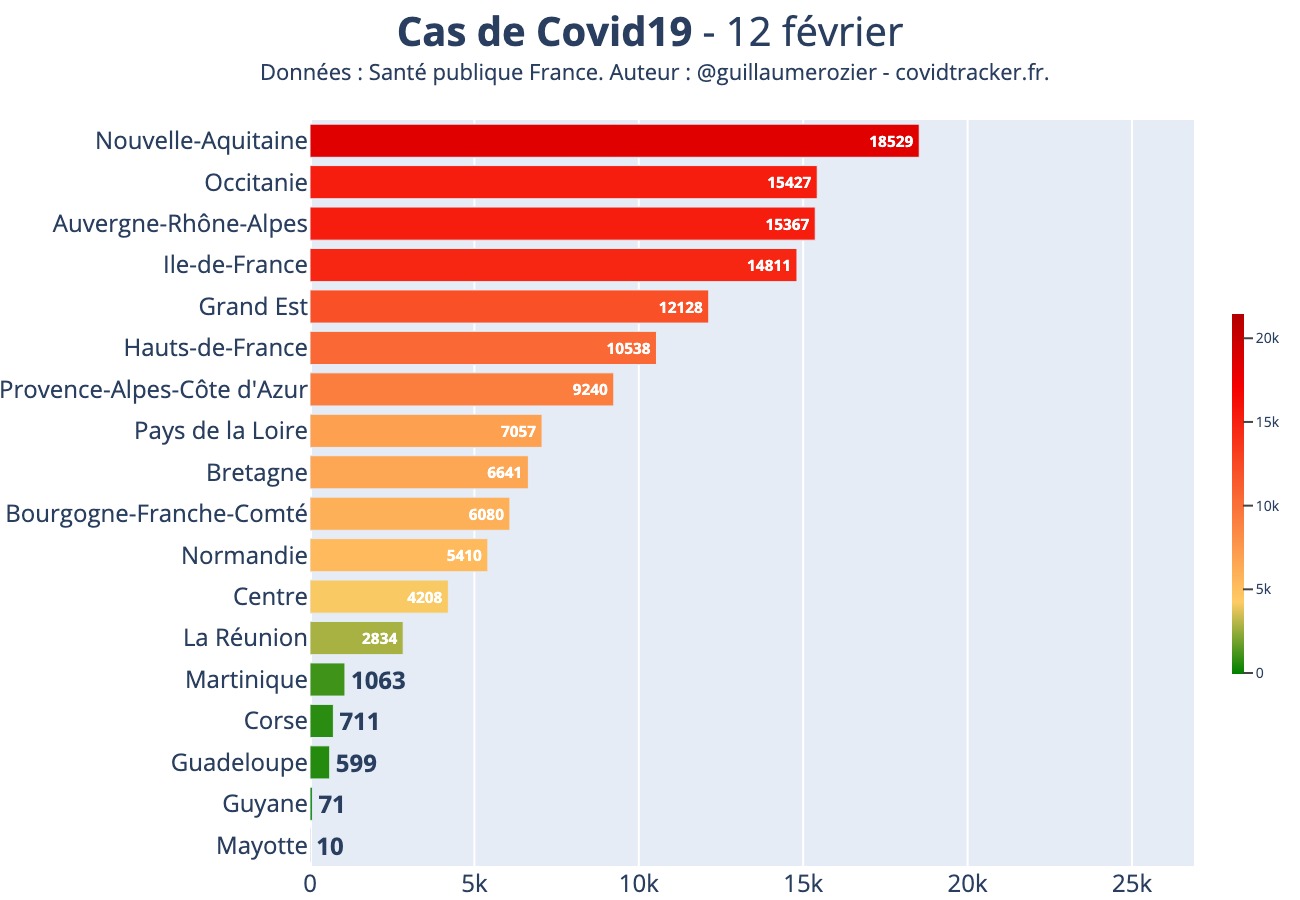 Cas de Covid19 - 12 février
Données : Santé publique France. Auteur : @guillaumerozier - covidtracker.fr.
Nouvelle-Aquitaine 18529
Occitanie 15427
Auvergne-Rhône-Alpes 15367
Ile-de-France 14811
Grand Est 12128
Hauts-de-France 10538
Provence-Alpes-Côte d'Azur 9240
Pays de la Loire 7057
Bretagne 6641
Bourgogne-Franche-Comté 6080
Normandie 5410
Centre 4208
La Réunion 2834
Martinique 1063
Corse 711
Guadeloupe 599
Guyane 71
Mayotte 10
0 5k 10k 15k 20k 25k
20k
15k
10k
5k
0